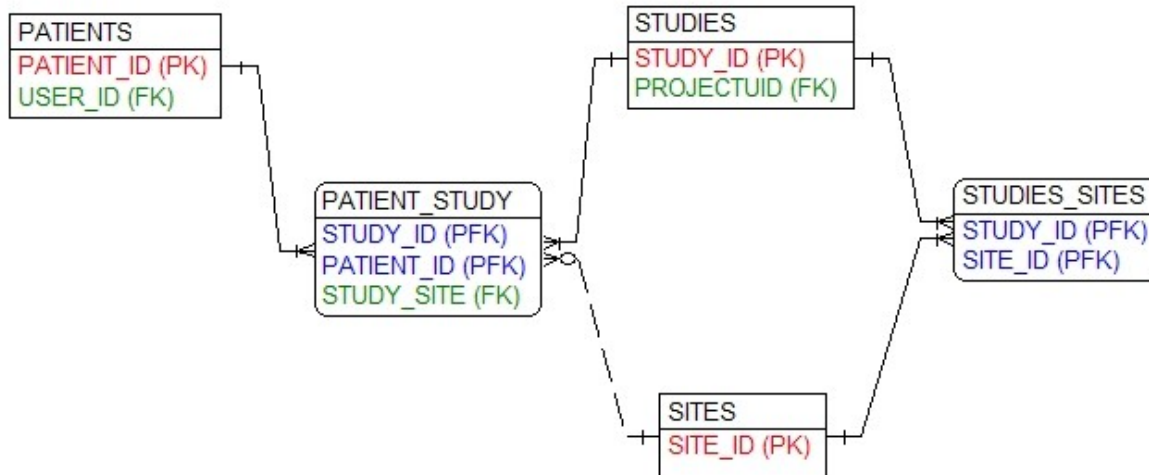 PATIENTS
PATIENT_ID (PK)
USER_ID (FK)
STUDIES
STUDY_ID (PK)
PROJECTUID (FK)
PATIENT_STUDY
STUDY_ID (PFK)
PATIENT_ID (PFK)
STUDY_SITE (FK)
STUDIES_SITES
STUDY_ID (PFK)
SITE_ID (PFK)
SITES
SITE_ID (PK)